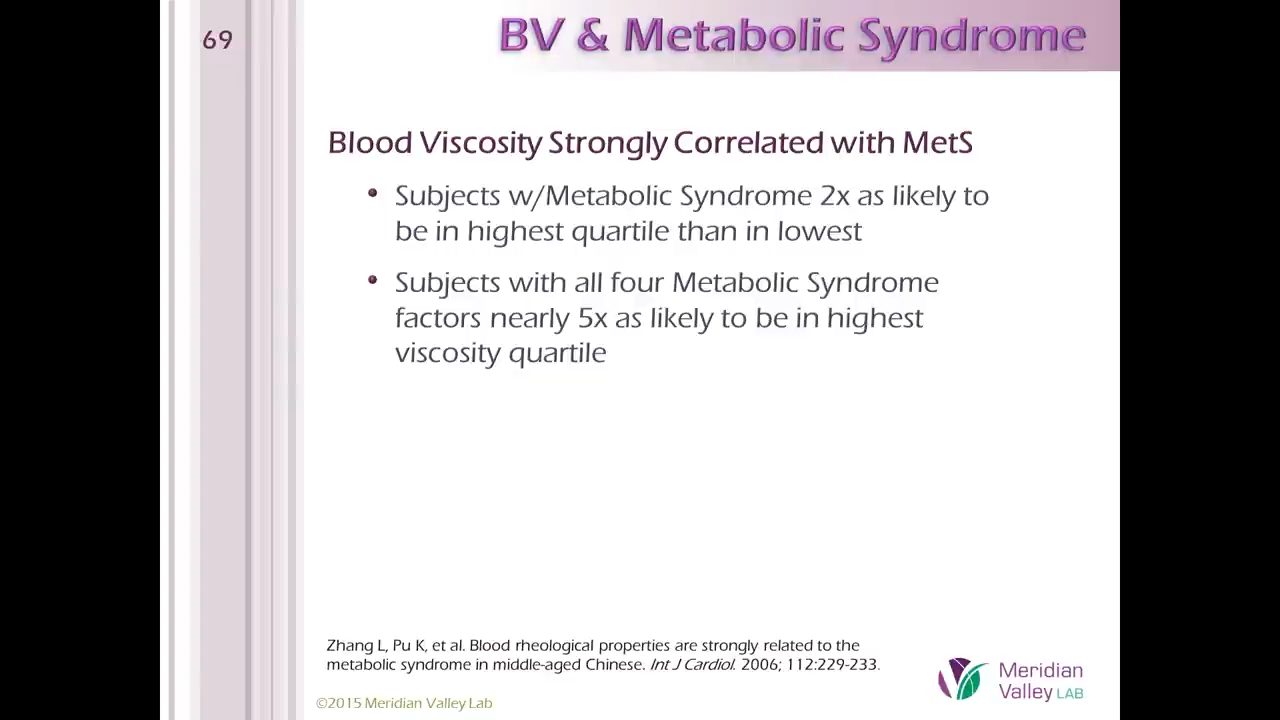 69
BV & Metabolic Syndrome
Blood Viscosity Strongly Correlated with MetS
• Subjects w/Metabolic Syndrome 2x as likely to
be in highest quartile than in lowest
• Subjects with all four Metabolic Syndrome
factors nearly 5x as likely to be in highest
viscosity quartile
Zhang L, Pu K, et al. Blood rheological properties are strongly related to the
metabolic syndrome in middle-aged Chinese. Int J Cardiol. 2006; 112:229-233.
©2015 Meridian Valley Lab
Meridian
Valley LAB